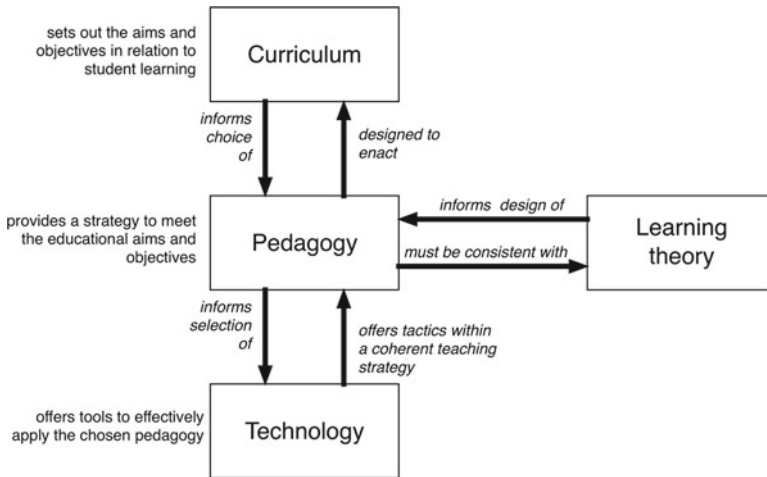 sets out the aims and
objectives in relation to
student learning
Curriculum
informs
choice
of
designed to
enact
provides a strategy to meet
the educational aims and
objectives
Pedagogy
informs design of
must be consistent with
Learning
theory
informs
selection
of
offers tactics within
a coherent teaching
strategy
offers tools to effectively
apply the chosen pedagogy
Technology